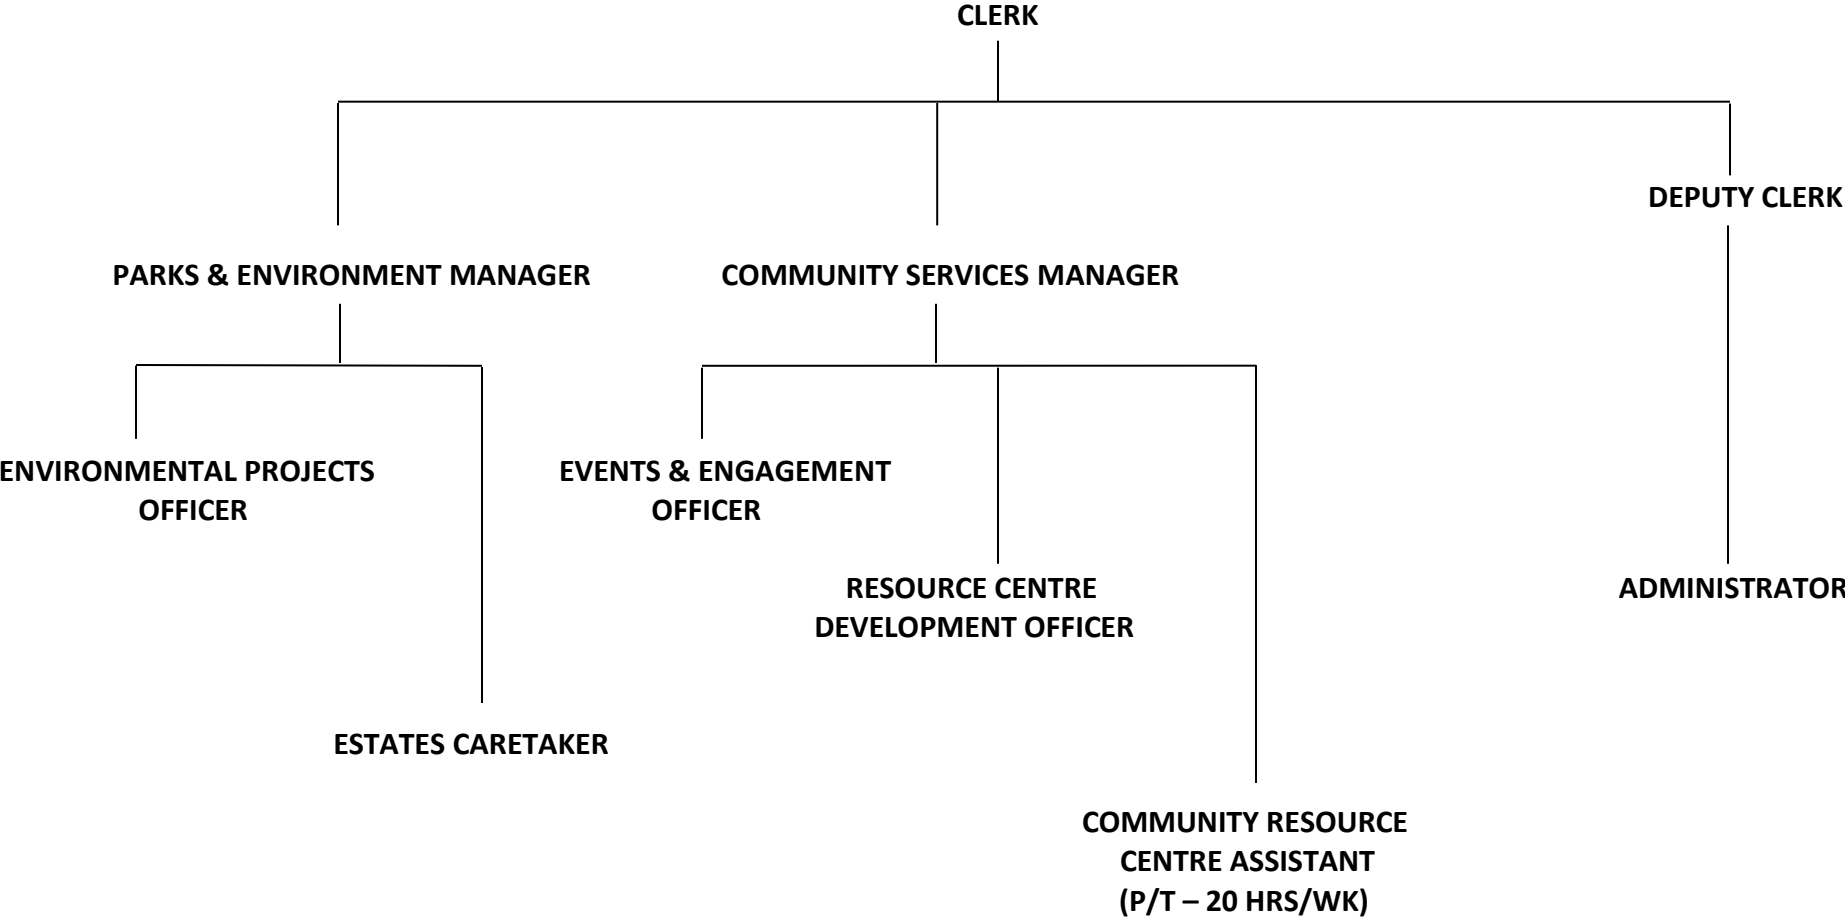 CLERK
DEPUTY CLERK
PARKS & ENVIRONMENT MANAGER
COMMUNITY SERVICES MANAGER
ENVIRONMENTAL PROJECTS
OFFICER
EVENTS & ENGAGEMENT
OFFICER
RESOURCE CENTRE
DEVELOPMENT OFFICER
ADMINISTRATOR
ESTATES CARETAKER
COMMUNITY RESOURCE
CENTRE ASSISTANT
(P/T – 20 HRS/WK)